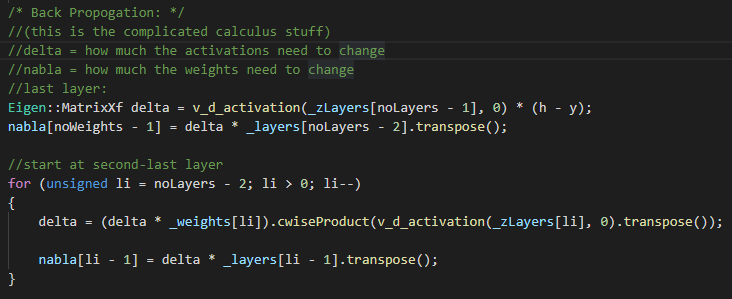 /* Back Propogation: */
//(this is the complicated calculus stuff)
//delta = how much the activations need to change
//nabla = how much the weights need to change
//last layer:
Eigen::MatrixXf delta = v_d_activation(_zLayers[noLayers - 1], 0) * (h - y);
nabla[noWeights - 1] = delta * _layers[noLayers - 2].transpose();

//start at second-last layer
for (unsigned li = noLayers - 2; li > 0; li--)
{
    delta = (delta * _weights[li]).cwiseProduct(v_d_activation(_zLayers[li], 0).transpose());

    nabla[li - 1] = delta * _layers[li - 1].transpose();
}